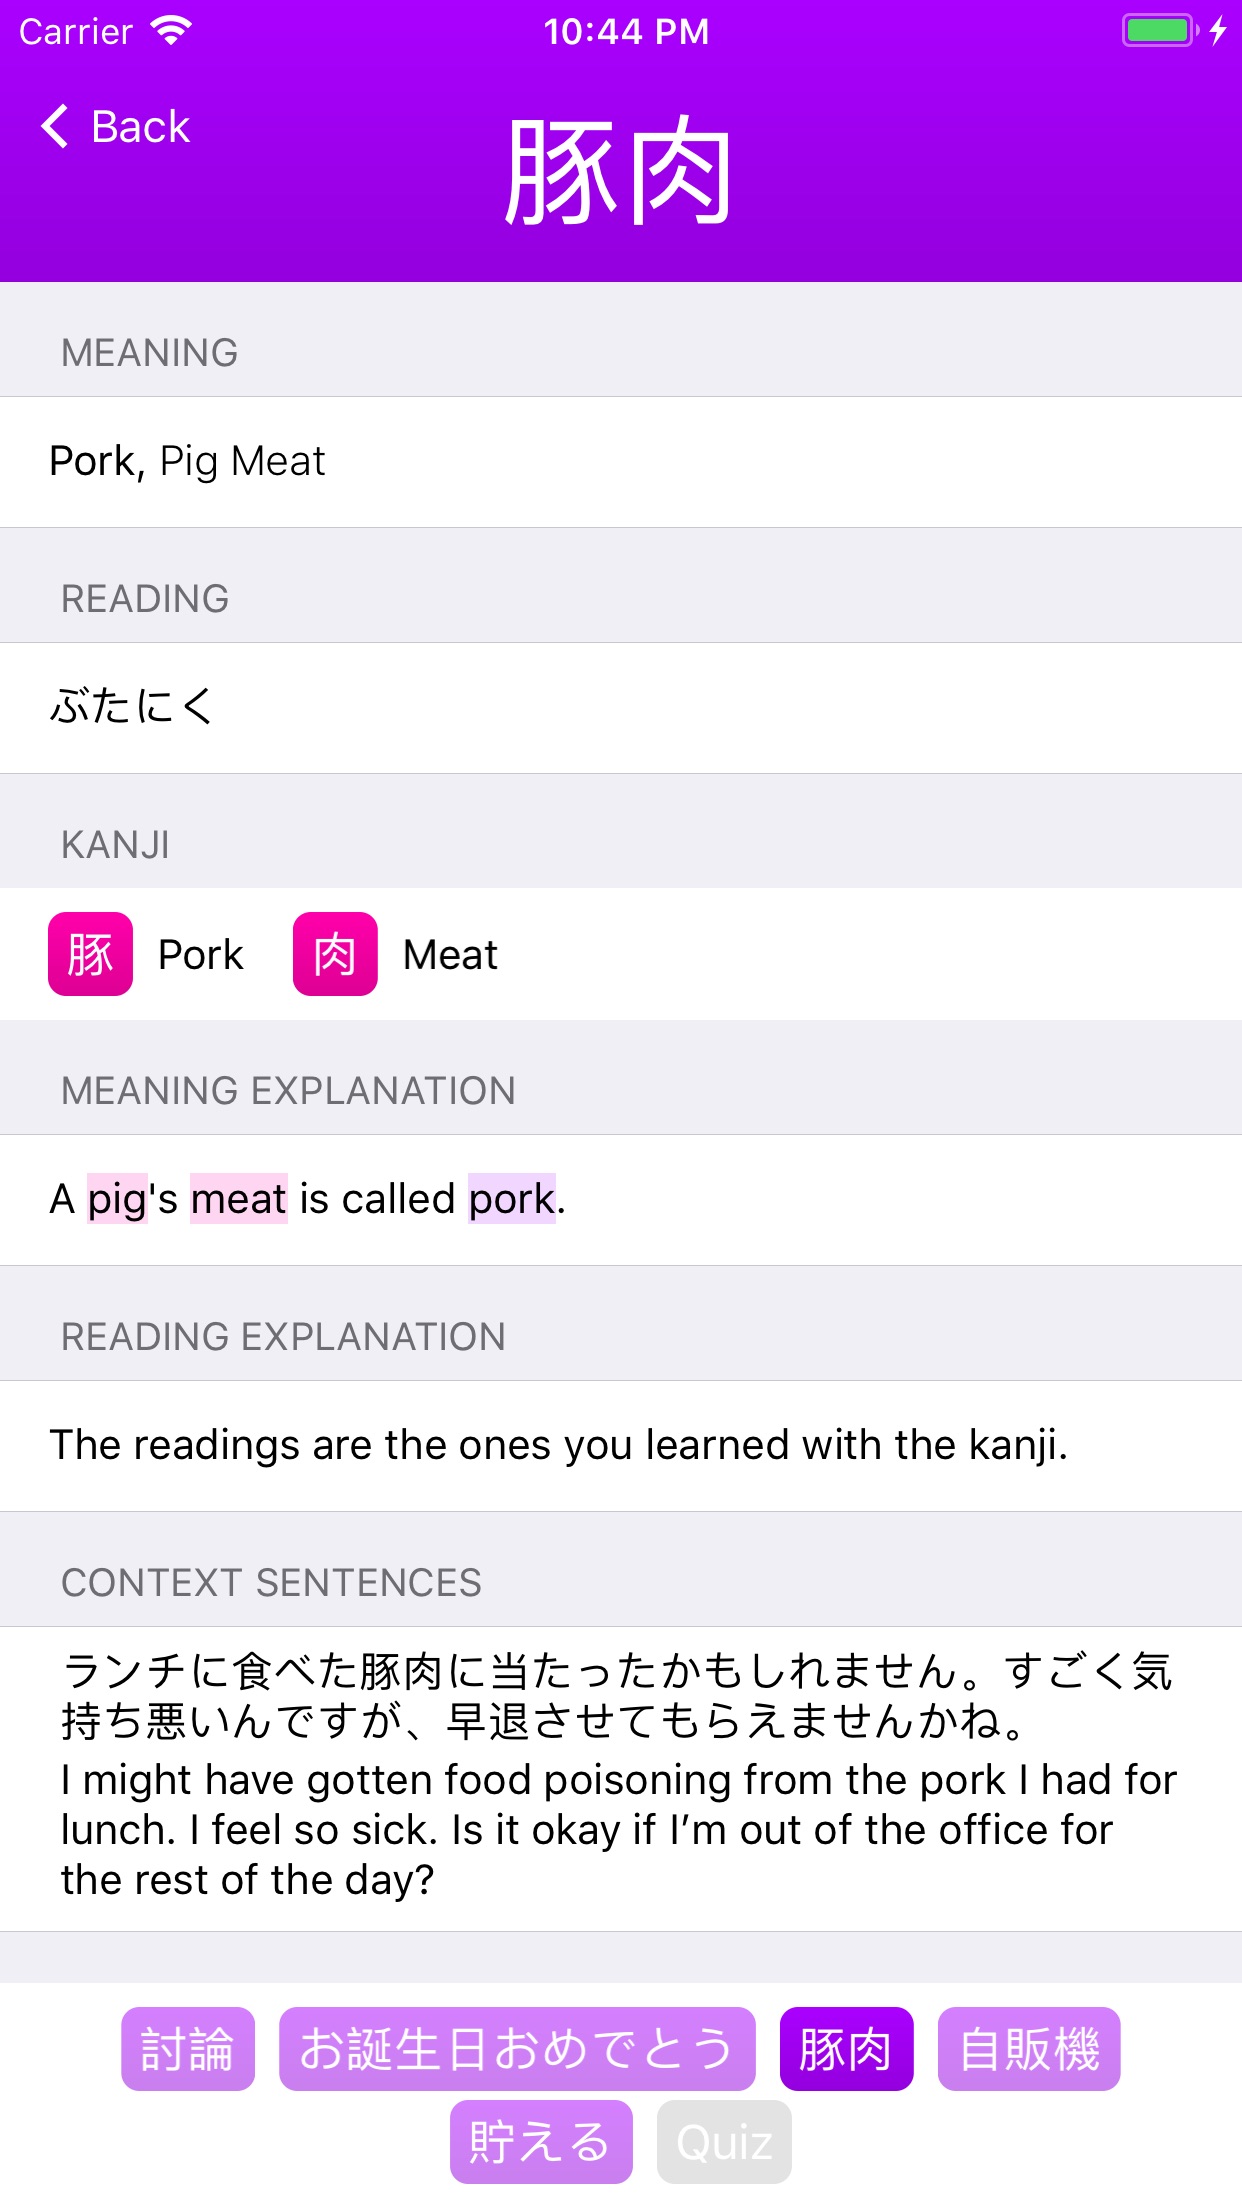 Carrier 10:44 PM
Back
豚肉
MEANING
Pork, Pig Meat
READING
ぶたにく
KANJI
豚 Pork 肉 Meat
MEANING EXPLANATION
A pig's meat is called pork.
READING EXPLANATION
The readings are the ones you learned with the kanji.
CONTEXT SENTENCES
ランチに食べた豚肉に当たったかもしれません。すごく気
持ち悪いんですが、早退させてもらえませんかね。
I might have gotten food poisoning from the pork I had for
lunch. I feel so sick. Is it okay if I’m out of the office for
the rest of the day?
討論 お誕生日おめでとう 豚肉 自販機
貯える Quiz